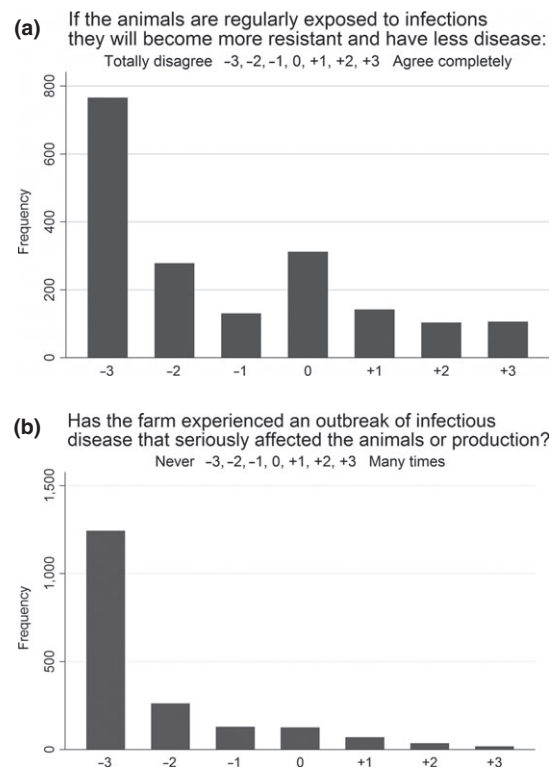 (a) If the animals are regularly exposed to infections
they will become more resistant and have less disease:
Totally disagree –3, –2, –1, 0, +1, +2, +3 Agree completely
800
600
400
200
0
Frequency
–3 –2 –1 0 +1 +2 +3
(b) Has the farm experienced an outbreak of infectious
disease that seriously affected the animals or production?
Never –3, –2, –1, 0, +1, +2, +3 Many times
1,500
1,000
500
0
Frequency
–3 –2 –1 0 +1 +2 +3